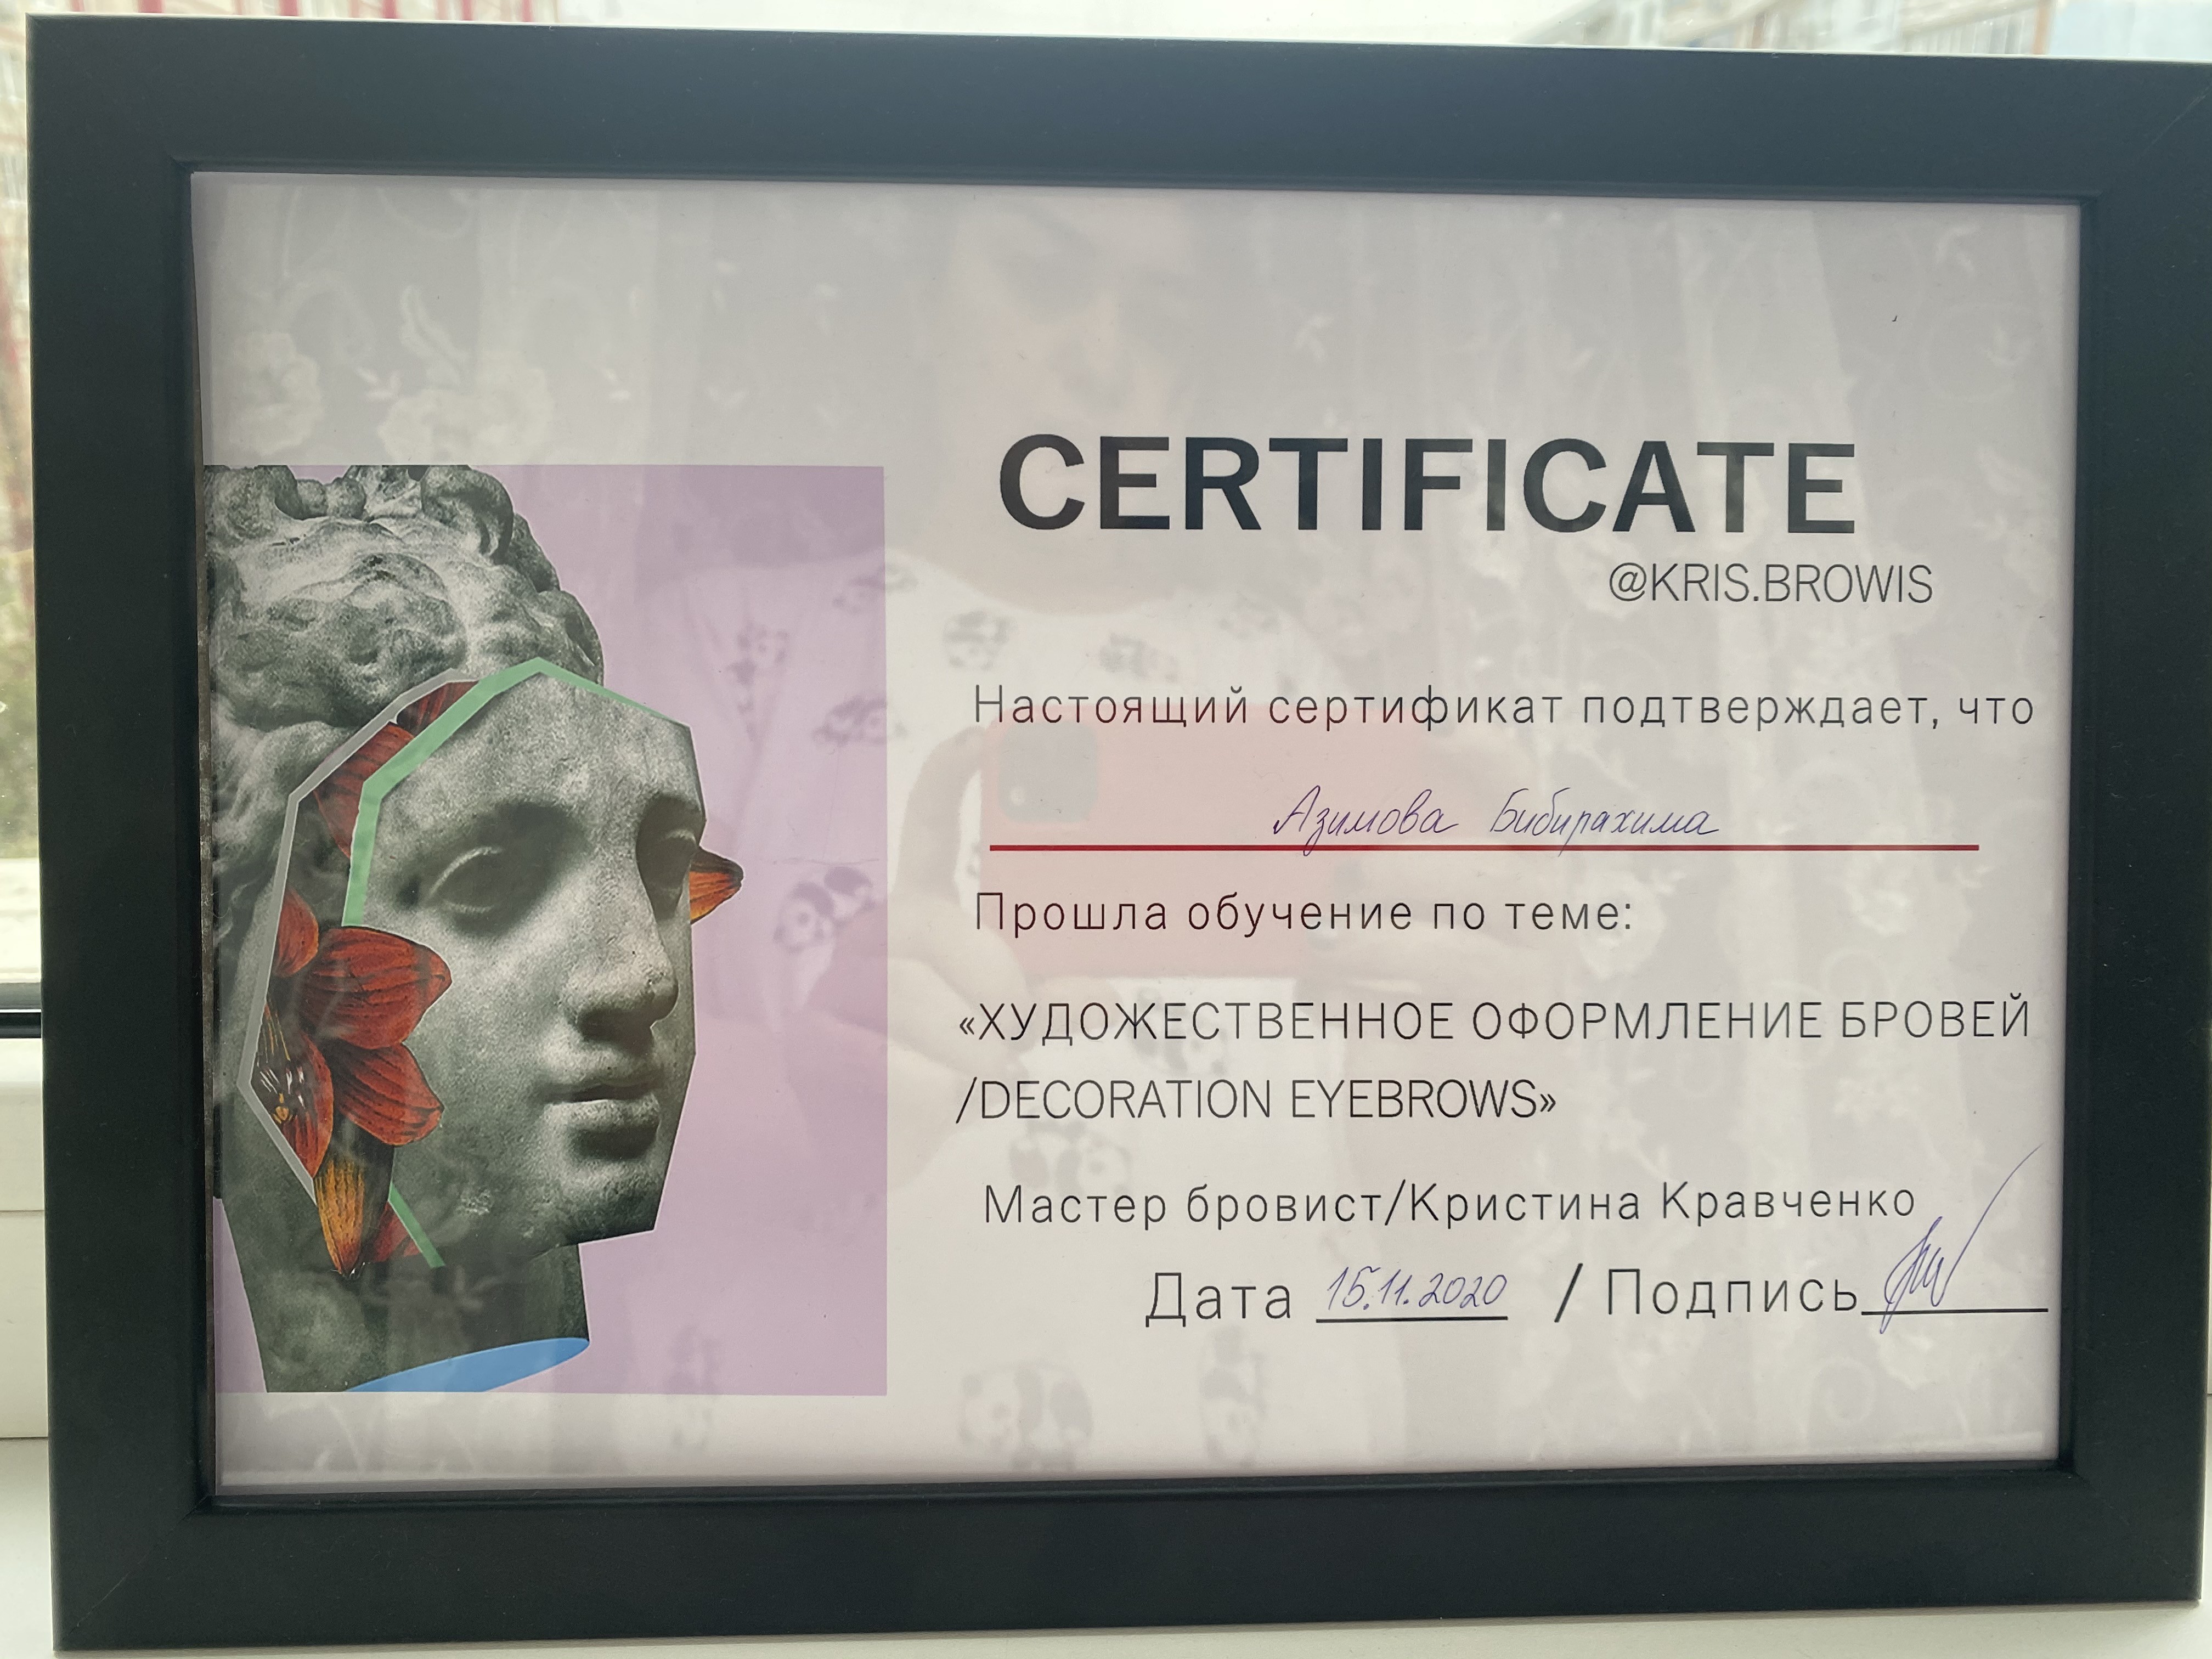 CERTIFICATE
@KRIS.BROWIS
Настоящий сертификат подтверждает, что
Азимова Бибирахима
Прошла обучение по теме:
«ХУДОЖЕСТВЕННОЕ ОФОРМЛЕНИЕ БРОВЕЙ
/DECORATION EYEBROWS»
Мастер бровист/Кристина Кравченко
Дата 15.11.2020 / Подпись